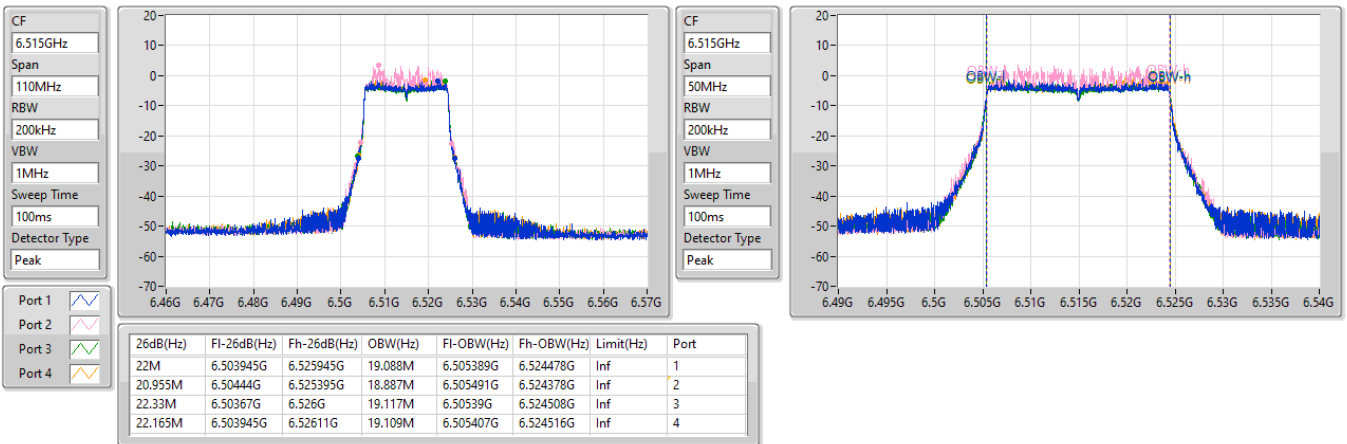 CF
6.515GHz
Span
110MHz
RBW
200kHz
VBW
1MHz
Sweep Time
100ms
Detector Type
Peak
20
10
0
-10
-20
-30
-40
-50
-60
-70
6.46G 6.47G 6.48G 6.49G 6.5G 6.51G 6.52G 6.53G 6.54G 6.55G 6.56G 6.57G
CF
6.515GHz
Span
50MHz
RBW
200kHz
VBW
1MHz
Sweep Time
100ms
Detector Type
Peak
20
10
0
-10
-20
-30
-40
-50
-60
-70
OBW-l OBW-h
6.49G 6.495G 6.5G 6.505G 6.51G 6.515G 6.52G 6.525G 6.53G 6.535G 6.54G
Port 1
Port 2
Port 3
Port 4
26dB(Hz) Fl-26dB(Hz) Fh-26dB(Hz) OBW(Hz) Fl-OBW(Hz) Fh-OBW(Hz) Limit(Hz) Port
22M 6.503945G 6.525945G 19.088M 6.505389G 6.524478G Inf 1
20.955M 6.50444G 6.525395G 18.887M 6.505491G 6.524378G Inf 2
22.33M 6.50367G 6.526G 19.117M 6.50539G 6.524508G Inf 3
22.165M 6.503945G 6.52611G 19.109M 6.505407G 6.524516G Inf 4